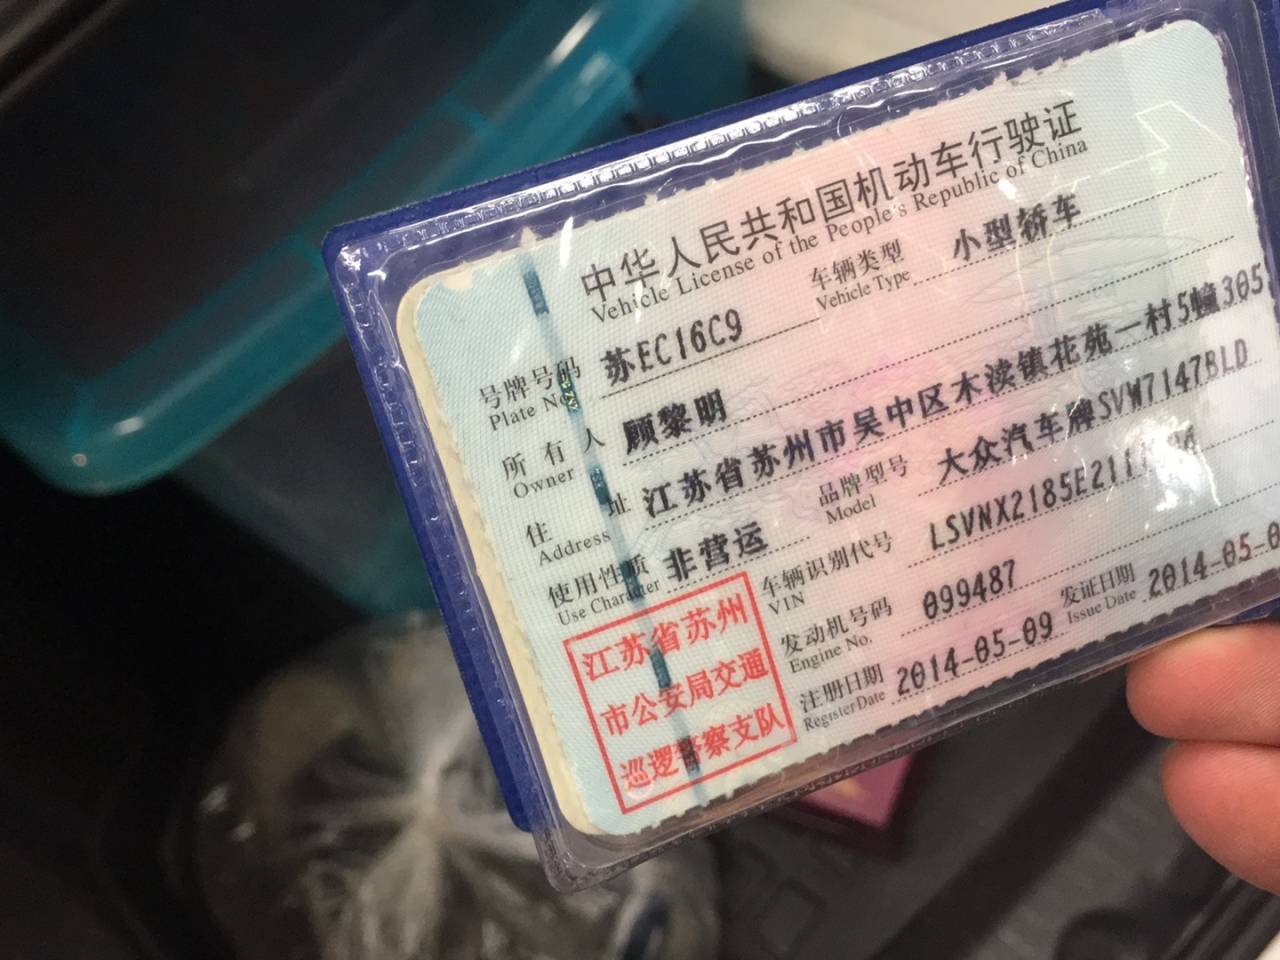 中华人民共和国机动车行驶证
Vehicle License of the People's Republic of China
号牌号码 苏EC16C9 车辆类型 小型轿车
Plate No. Vehicle Type
所有人 顾黎明
Owner
住址 江苏省苏州市吴中区木渎镇花苑一村5幢305
Address
使用性质 非营运 品牌型号 大众汽车牌SVW7147BLD
Use Character Model
车辆识别代号
VIN
发动机号码 099487 发证日期
Engine No. Issue Date
注册日期 2014-05-09
Register Date
江苏省苏州
市公安局交通
巡逻警察支队